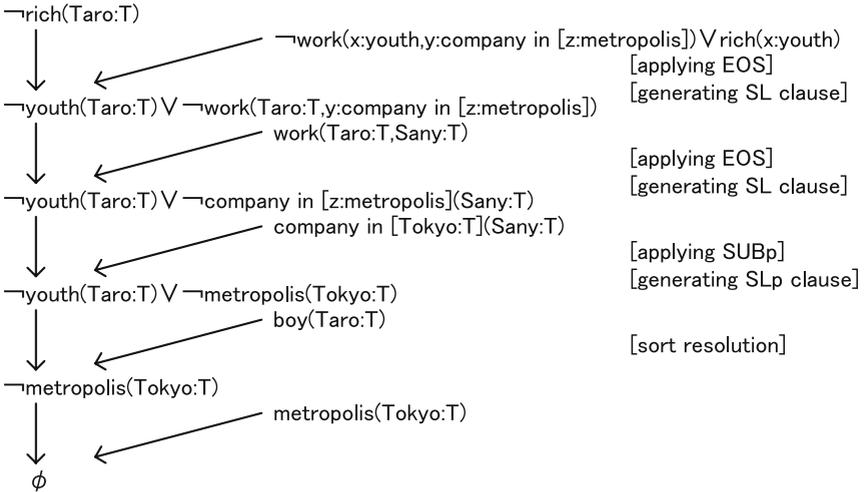 ¬rich(Taro:T)
¬work(x:youth,y:company in [z:metropolis])∨rich(x:youth)
[applying EOS]
[generating SL clause]
¬youth(Taro:T)∨¬work(Taro:T,y:company in [z:metropolis])
work(Taro:T,Sany:T)
[applying EOS]
[generating SL clause]
¬youth(Taro:T)∨¬company in [z:metropolis](Sany:T)
company in [Tokyo:T](Sany:T)
[applying SUBp]
[generating SLp clause]
¬youth(Taro:T)∨¬metropolis(Tokyo:T)
boy(Taro:T)
[sort resolution]
¬metropolis(Tokyo:T)
metropolis(Tokyo:T)
φ